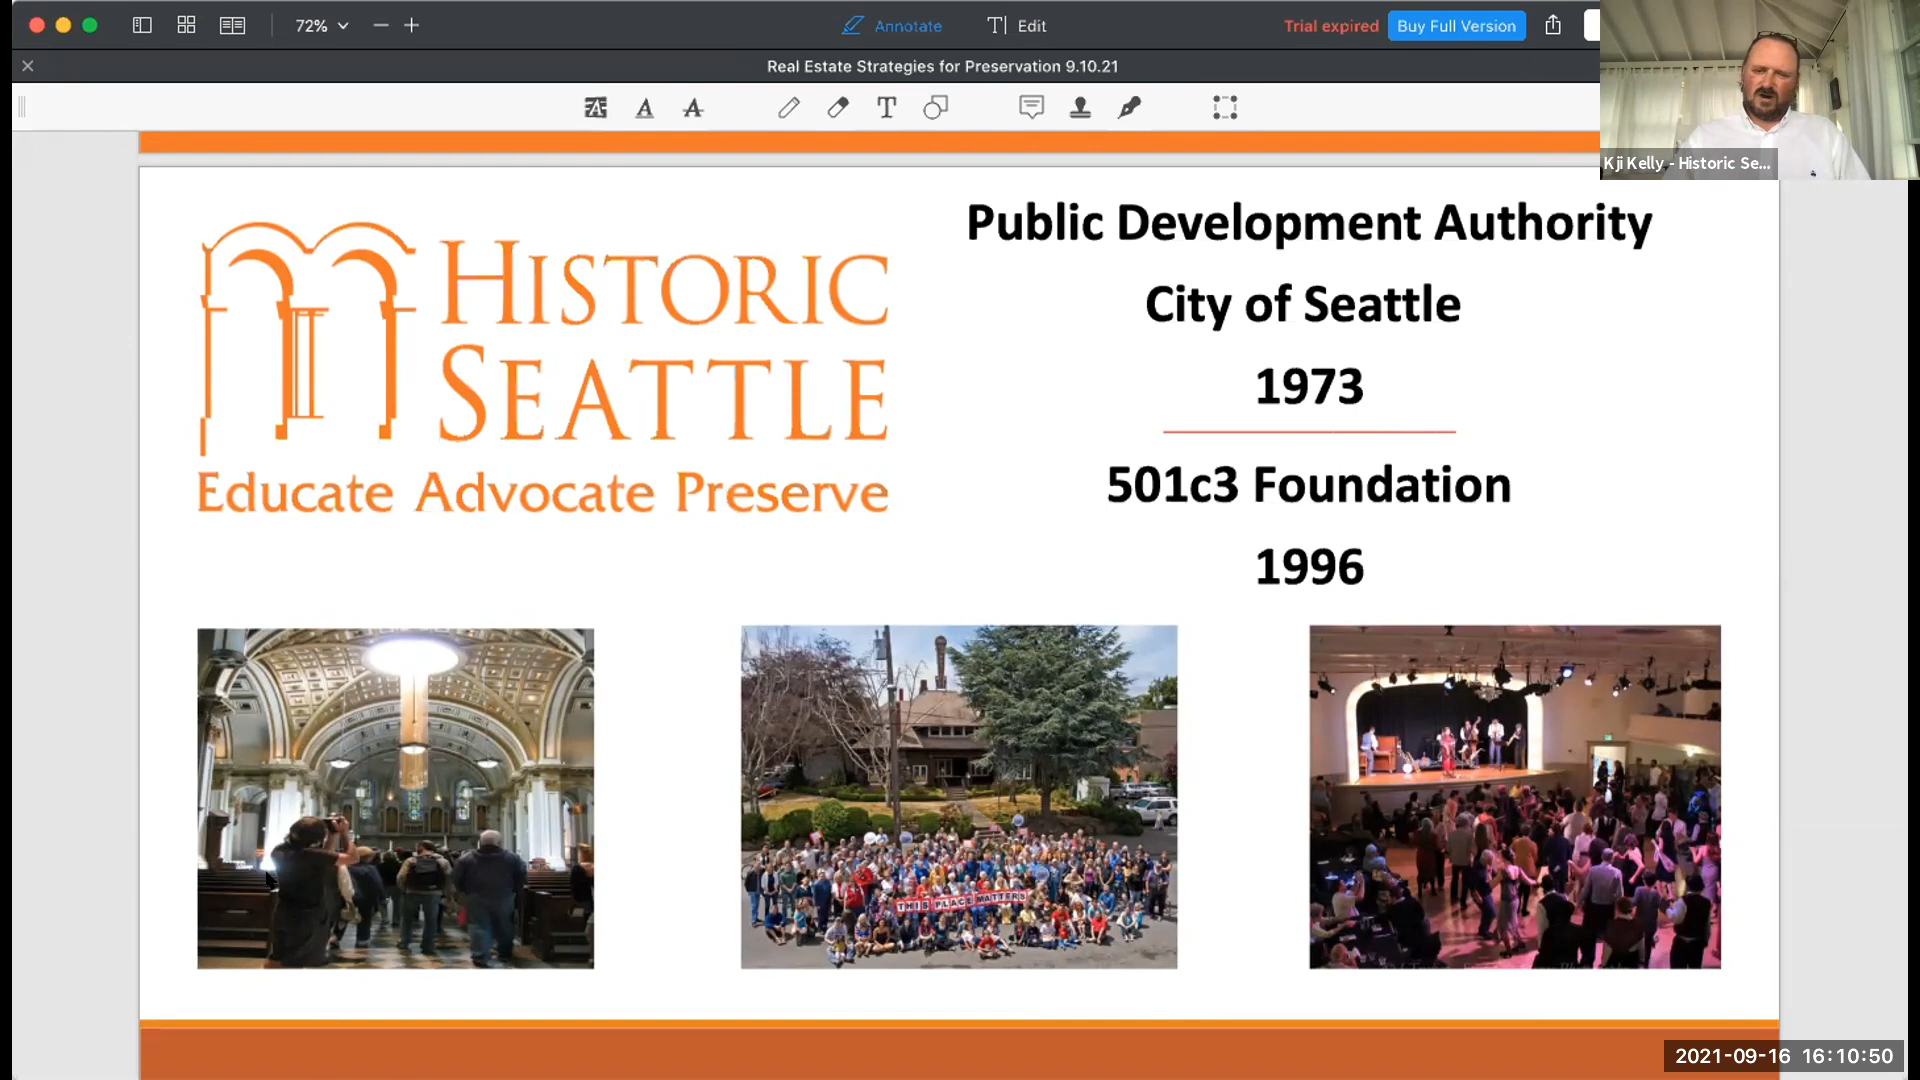 72%
Annotate
Edit
Trial expired
Buy Full Version
Real Estate Strategies for Preservation 9.10.21
Kji Kelly - Historic Se...
HISTORIC
SEATTLE
Educate Advocate Preserve
Public Development Authority
City of Seattle
1973
501c3 Foundation
1996
THIS PLACE MATTERS
2021-09-16 16:10:50